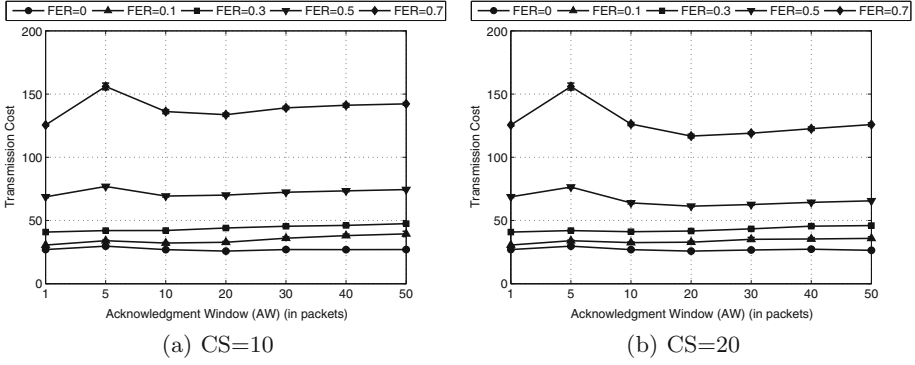 FER=0 FER=0.1 FER=0.3 FER=0.5 FER=0.7
200
150
100
50
0
Transmission Cost
1 5 10 20 30 40 50
Acknowledgment Window (AW) (in packets)
(a) CS=10
FER=0 FER=0.1 FER=0.3 FER=0.5 FER=0.7
200
150
100
50
0
Transmission Cost
1 5 10 20 30 40 50
Acknowledgment Window (AW) (in packets)
(b) CS=20